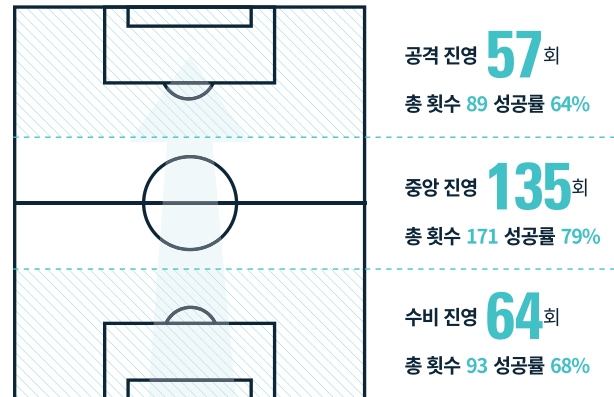 공격 진영 57회
총 횟수 89 성공률 64%
중앙 진영 135회
총 횟수 171 성공률 79%
수비 진영 64회
총 횟수 93 성공률 68%